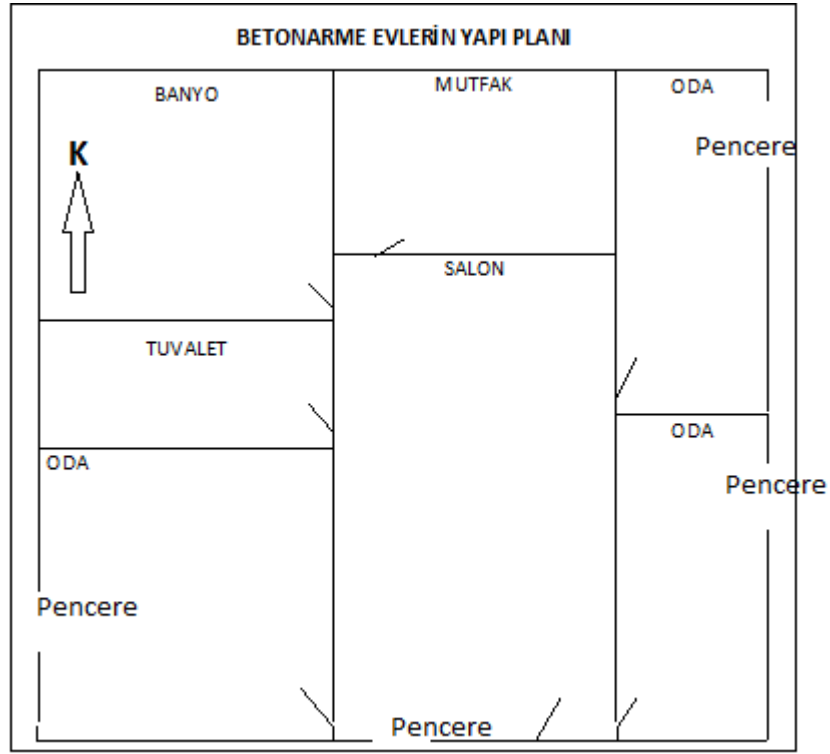 BETONARME EVLERİN YAPI PLANI
BANYO
MUTFAK
ODA
K
Pencere
SALON
TUVALET
ODA
ODA
Pencere
Pencere
Pencere